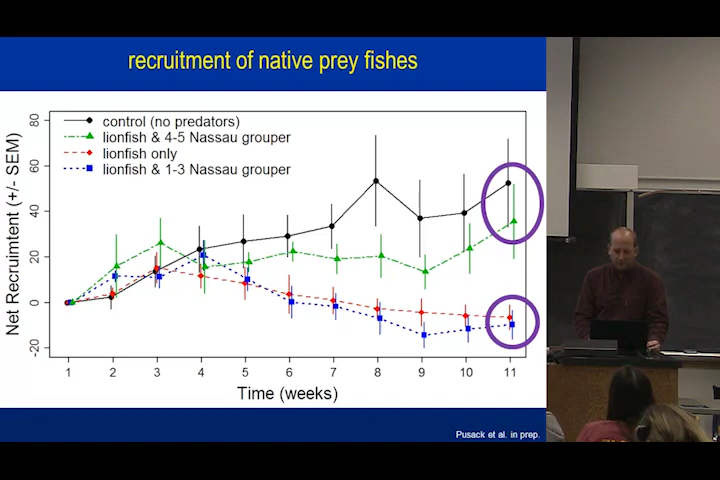 recruitment of native prey fishes
control (no predators)
lionfish & 4-5 Nassau grouper
lionfish only
lionfish & 1-3 Nassau grouper
Net Recruimtent (+/- SEM)
80
60
40
20
0
-20
1 2 3 4 5 6 7 8 9 10 11
Time (weeks)
Pusack et al. in prep.